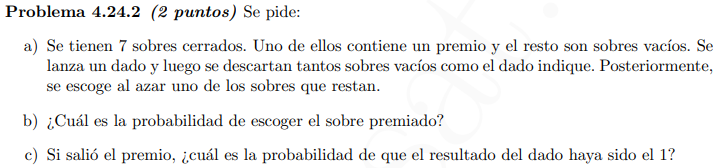 Problema 4.24.2 (2 puntos) Se pide:
a) Se tienen 7 sobres cerrados. Uno de ellos contiene un premio y el resto son sobres vacíos. Se
lanza un dado y luego se descartan tantos sobres vacíos como el dado indique. Posteriormente,
se escoge al azar uno de los sobres que restan.
b) ¿Cuál es la probabilidad de escoger el sobre premiado?
c) Si salió el premio, ¿cuál es la probabilidad de que el resultado del dado haya sido el 1?